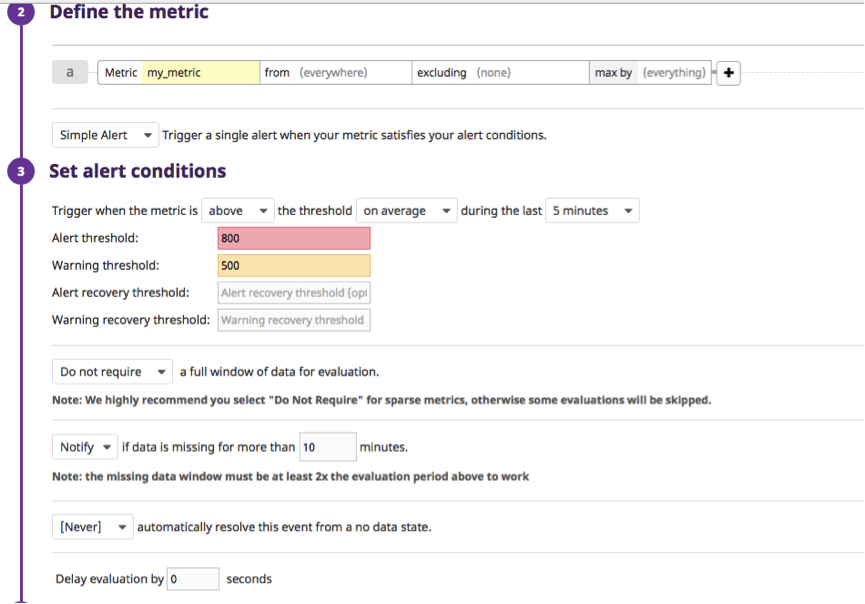 2 Define the metric
a Metric my_metric from (everywhere) excluding (none) max by (everything) +
Simple Alert Trigger a single alert when your metric satisfies your alert conditions.
3 Set alert conditions
Trigger when the metric is above the threshold on average during the last 5 minutes
Alert threshold: 800
Warning threshold: 500
Alert recovery threshold: Alert recovery threshold (opt
Warning recovery threshold: Warning recovery threshold
Do not require a full window of data for evaluation.
Note: We highly recommend you select "Do Not Require" for sparse metrics, otherwise some evaluations will be skipped.
Notify if data is missing for more than 10 minutes.
Note: the missing data window must be at least 2x the evaluation period above to work
[Never] automatically resolve this event from a no data state.
Delay evaluation by 0 seconds